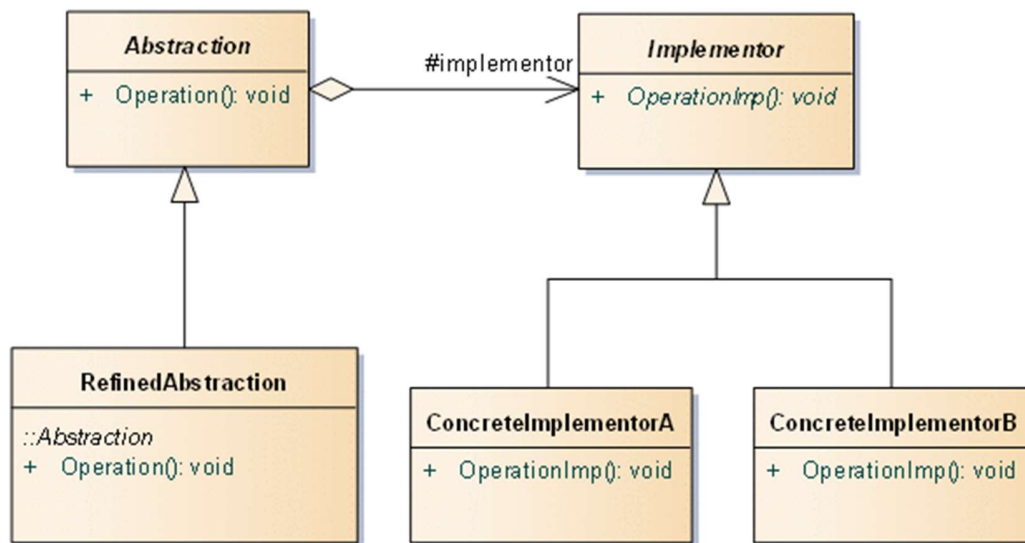 Abstraction
+ Operation(): void
#implementor
Implementor
+ OperationImp(): void
RefinedAbstraction
::Abstraction
+ Operation(): void
ConcreteImplementorA
+ OperationImp(): void
ConcreteImplementorB
+ OperationImp(): void